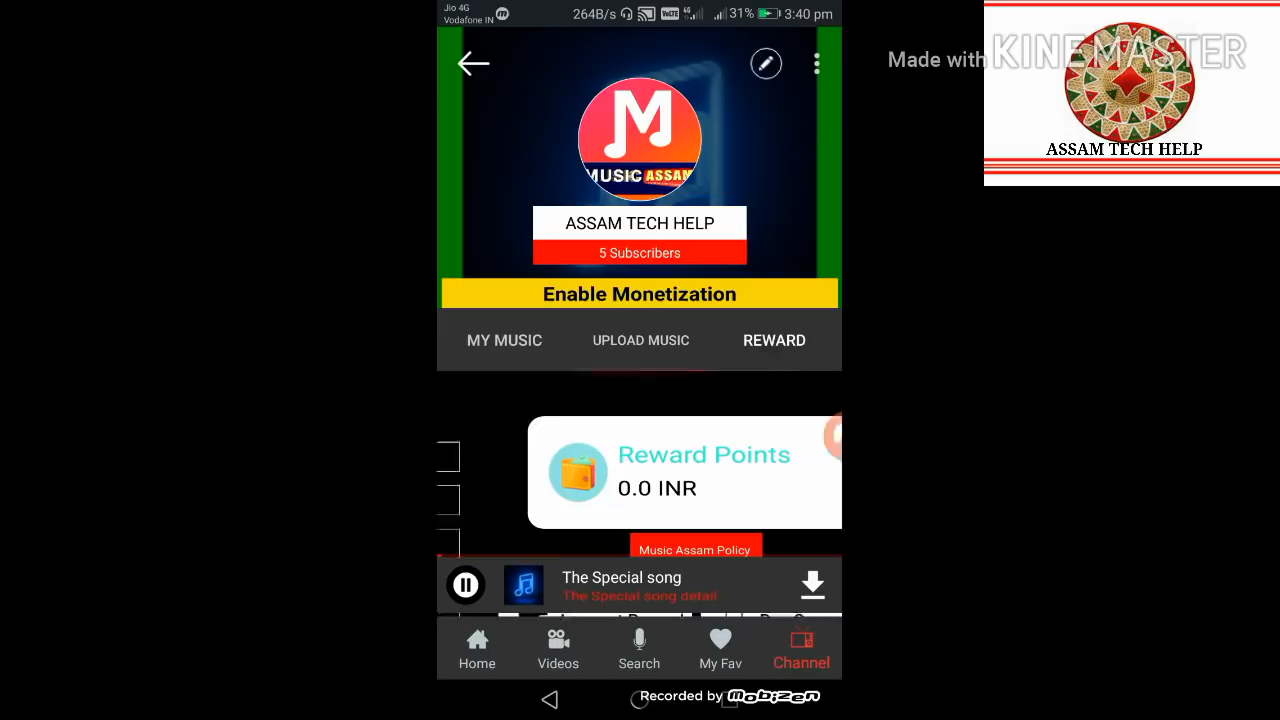 Jio 4G
Vodafone IN
264B/s
VoLTE
4G
31%
3:40 pm
Made with KINEMASTER
ASSAM TECH HELP
M
MUSIC ASSAM
ASSAM TECH HELP
5 Subscribers
Enable Monetization
MY MUSIC
UPLOAD MUSIC
REWARD
Reward Points
0.0 INR
Music Assam Policy
The Special song
The Special song detail
Home
Videos
Search
My Fav
Channel
Recorded by Mobizen